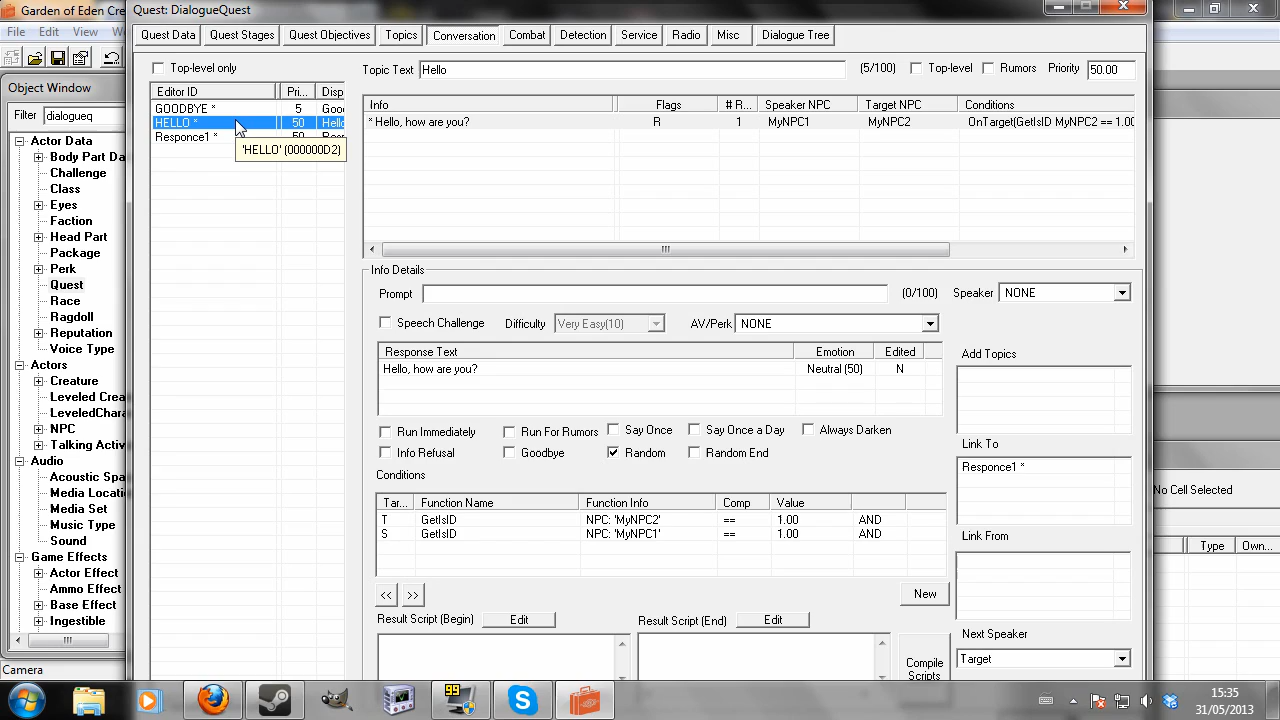 Garden of Eden Cre
Quest: DialogueQuest
File Edit View
Quest Data Quest Stages Quest Objectives Topics Conversation Combat Detection Service Radio Misc Dialogue Tree
Object Window
Filter dialogueq
Actor Data
Body Part Da
Challenge
Class
Eyes
Faction
Head Part
Package
Perk
Quest
Race
Ragdoll
Reputation
Voice Type
Actors
Creature
Leveled Crea
LeveledChara
NPC
Talking Activ
Audio
Acoustic Spa
Media Locati
Media Set
Music Type
Sound
Game Effects
Actor Effect
Ammo Effect
Base Effect
Ingestible
Camera
Top-level only
Editor ID Pri... Disp
GOODBYE * 5 Goo
HELLO * 50 Hello
Responce1 * 50
'HELLO' (000000D2)
Topic Text Hello (5/100) Top-level Rumors Priority 50.00
Info Flags # R... Speaker NPC Target NPC Conditions
* Hello, how are you? R 1 MyNPC1 MyNPC2 OnTarget(GetIsID MyNPC2 == 1.00
Info Details
Prompt (0/100) Speaker NONE
Speech Challenge Difficulty Very Easy(10) AV/Perk NONE
Response Text Emotion Edited
Hello, how are you? Neutral (50) N
Add Topics
Run Immediately Run For Rumors Say Once Say Once a Day Always Darken
Info Refusal Goodbye Random Random End
Link To
Responce1 *
Conditions
Tar... Function Name Function Info Comp Value
T GetIsID NPC: 'MyNPC2' == 1.00 AND
S GetIsID NPC: 'MyNPC1' == 1.00 AND
Link From
<< >> New
Result Script (Begin) Edit Result Script (End) Edit
Compile
Scripts
Next Speaker
Target
No Cell Selected
Type Own...
99
15:35
31/05/2013